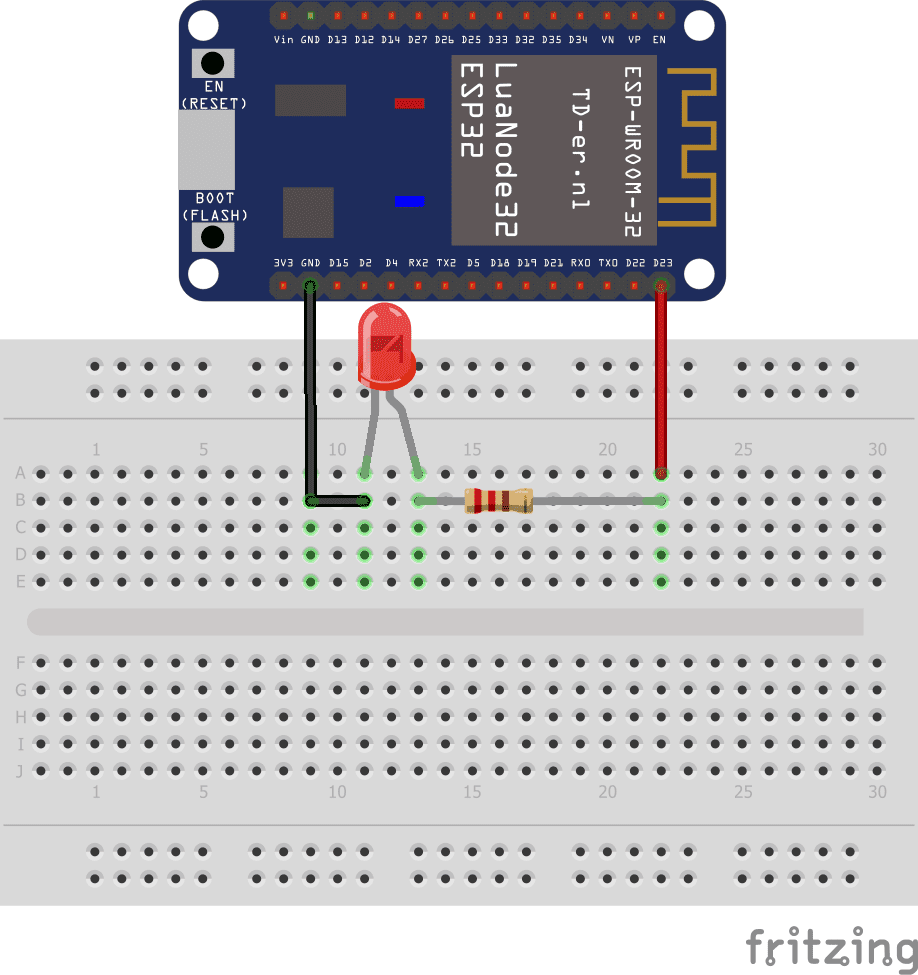 Vin GND D13 D12 D14 D27 D26 D25 D33 D32 D35 D34 VN VP EN
EN
(RESET)
BOOT
(FLASH)
ESP32
LuaNode32
TD-er.nl
ESP-WROOM-32
3V3 GND D15 D2 D4 RX2 TX2 D5 D18 D19 D21 RX0 TX0 D22 D23
1 5 10 15 20 25 30
A
B
C
D
E
F
G
H
I
J
1 5 10 15 20 25 30
fritzing